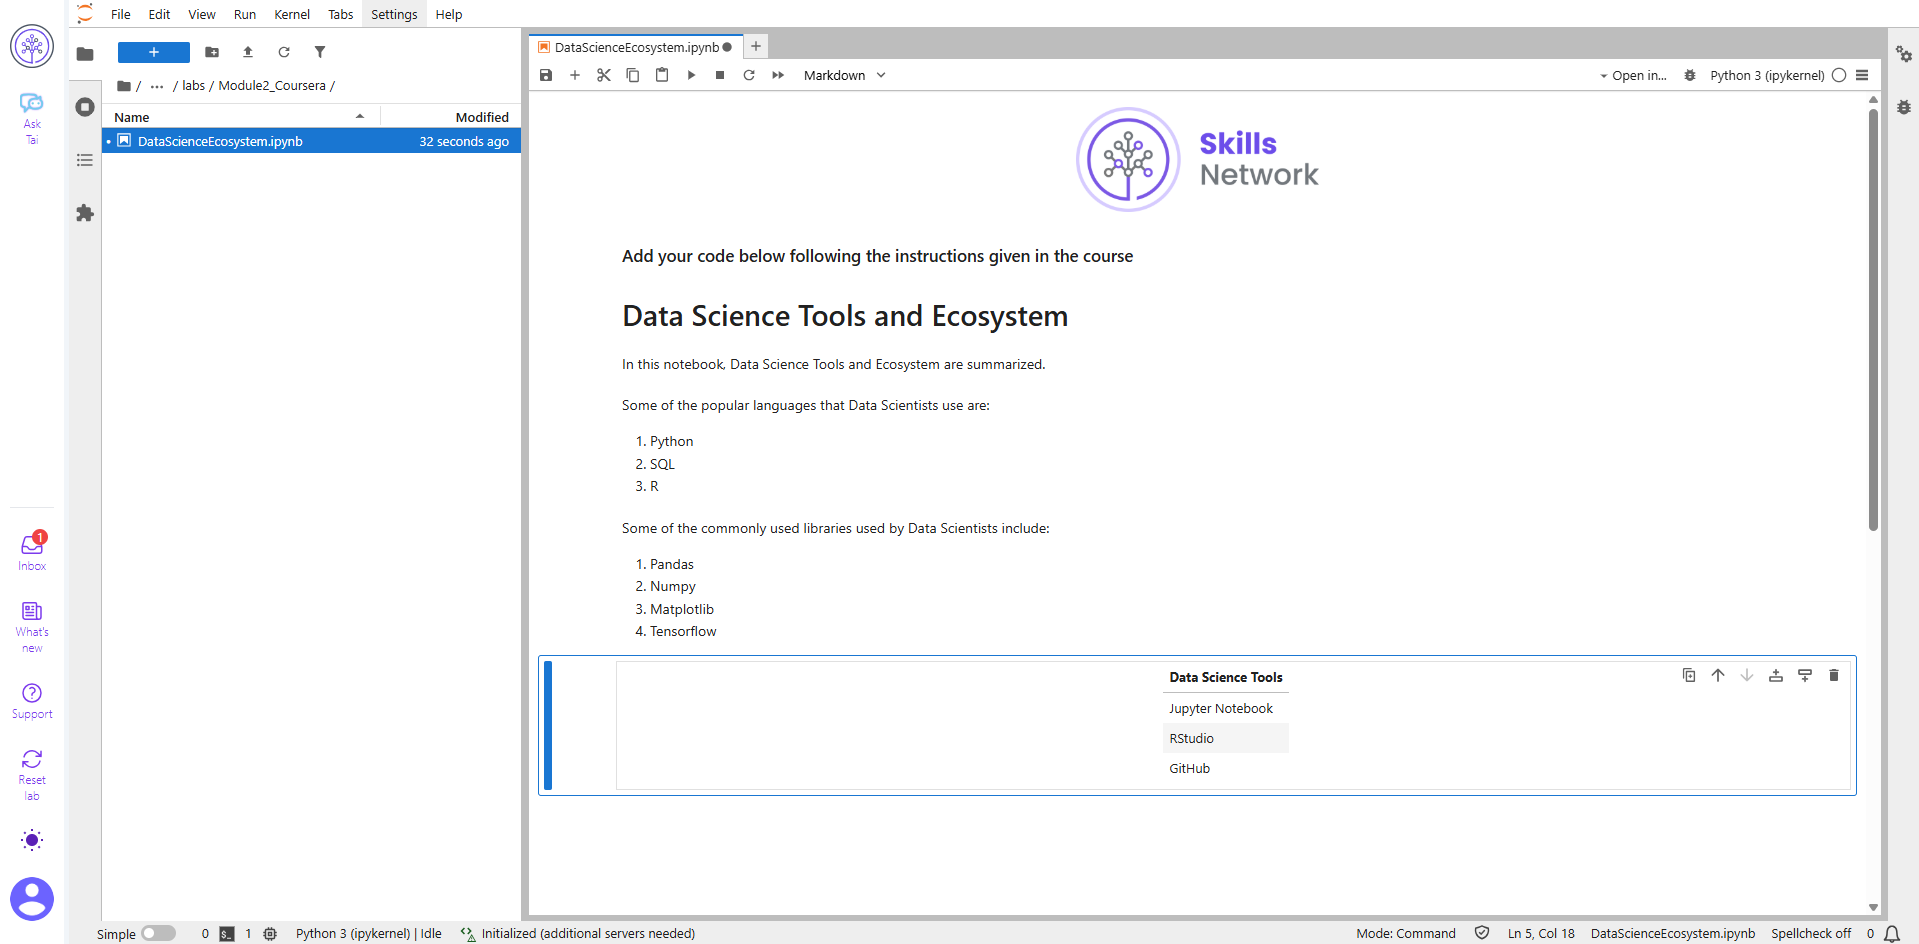 File Edit View Run Kernel Tabs Settings Help
Ask
Tai
Inbox
1
What's
new
Support
Reset
lab
+
/ ... / labs / Module2_Coursera /
Name Modified
DataScienceEcosystem.ipynb 32 seconds ago
DataScienceEcosystem.ipynb
Markdown Open in... Python 3 (ipykernel)
Skills
Network
Add your code below following the instructions given in the course
Data Science Tools and Ecosystem
In this notebook, Data Science Tools and Ecosystem are summarized.
Some of the popular languages that Data Scientists use are:
1. Python
2. SQL
3. R
Some of the commonly used libraries used by Data Scientists include:
1. Pandas
2. Numpy
3. Matplotlib
4. Tensorflow
Data Science Tools
Jupyter Notebook
RStudio
GitHub
Simple 0 $_ 1 Python 3 (ipykernel) | Idle Initialized (additional servers needed) Mode: Command Ln 5, Col 18 DataScienceEcosystem.ipynb Spellcheck off 0